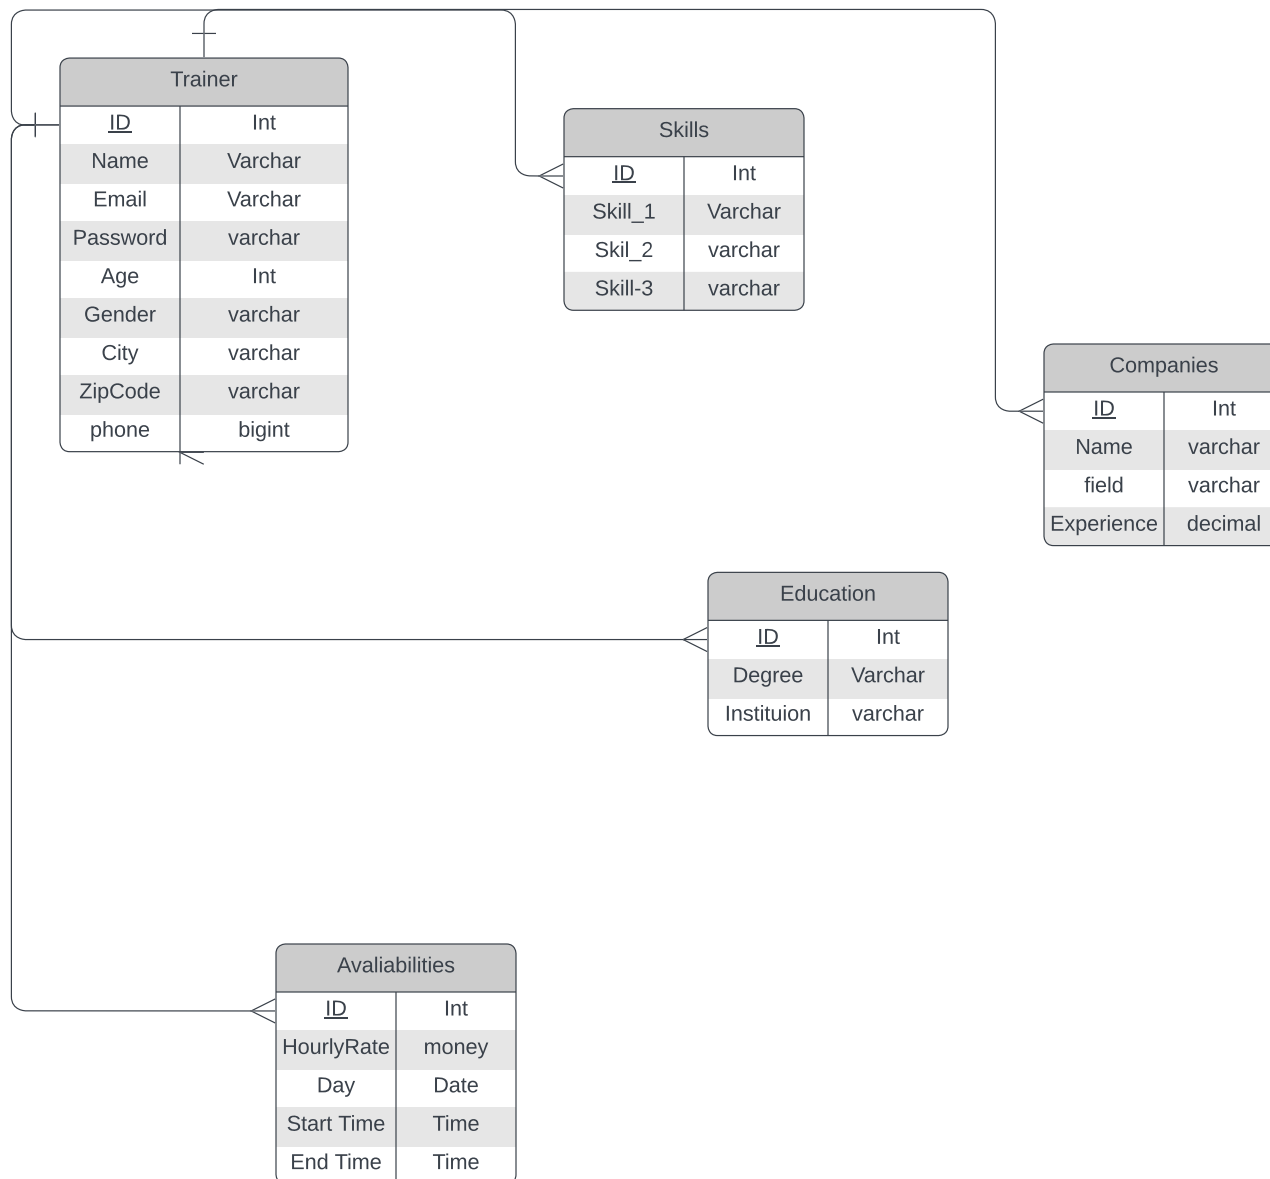 Trainer
ID Int
Name Varchar
Email Varchar
Password varchar
Age Int
Gender varchar
City varchar
ZipCode varchar
phone bigint
Skills
ID Int
Skill_1 Varchar
Skil_2 varchar
Skill-3 varchar
Companies
ID Int
Name varchar
field varchar
Experience decimal
Education
ID Int
Degree Varchar
Instituion varchar
Avaliabilities
ID Int
HourlyRate money
Day Date
Start Time Time
End Time Time